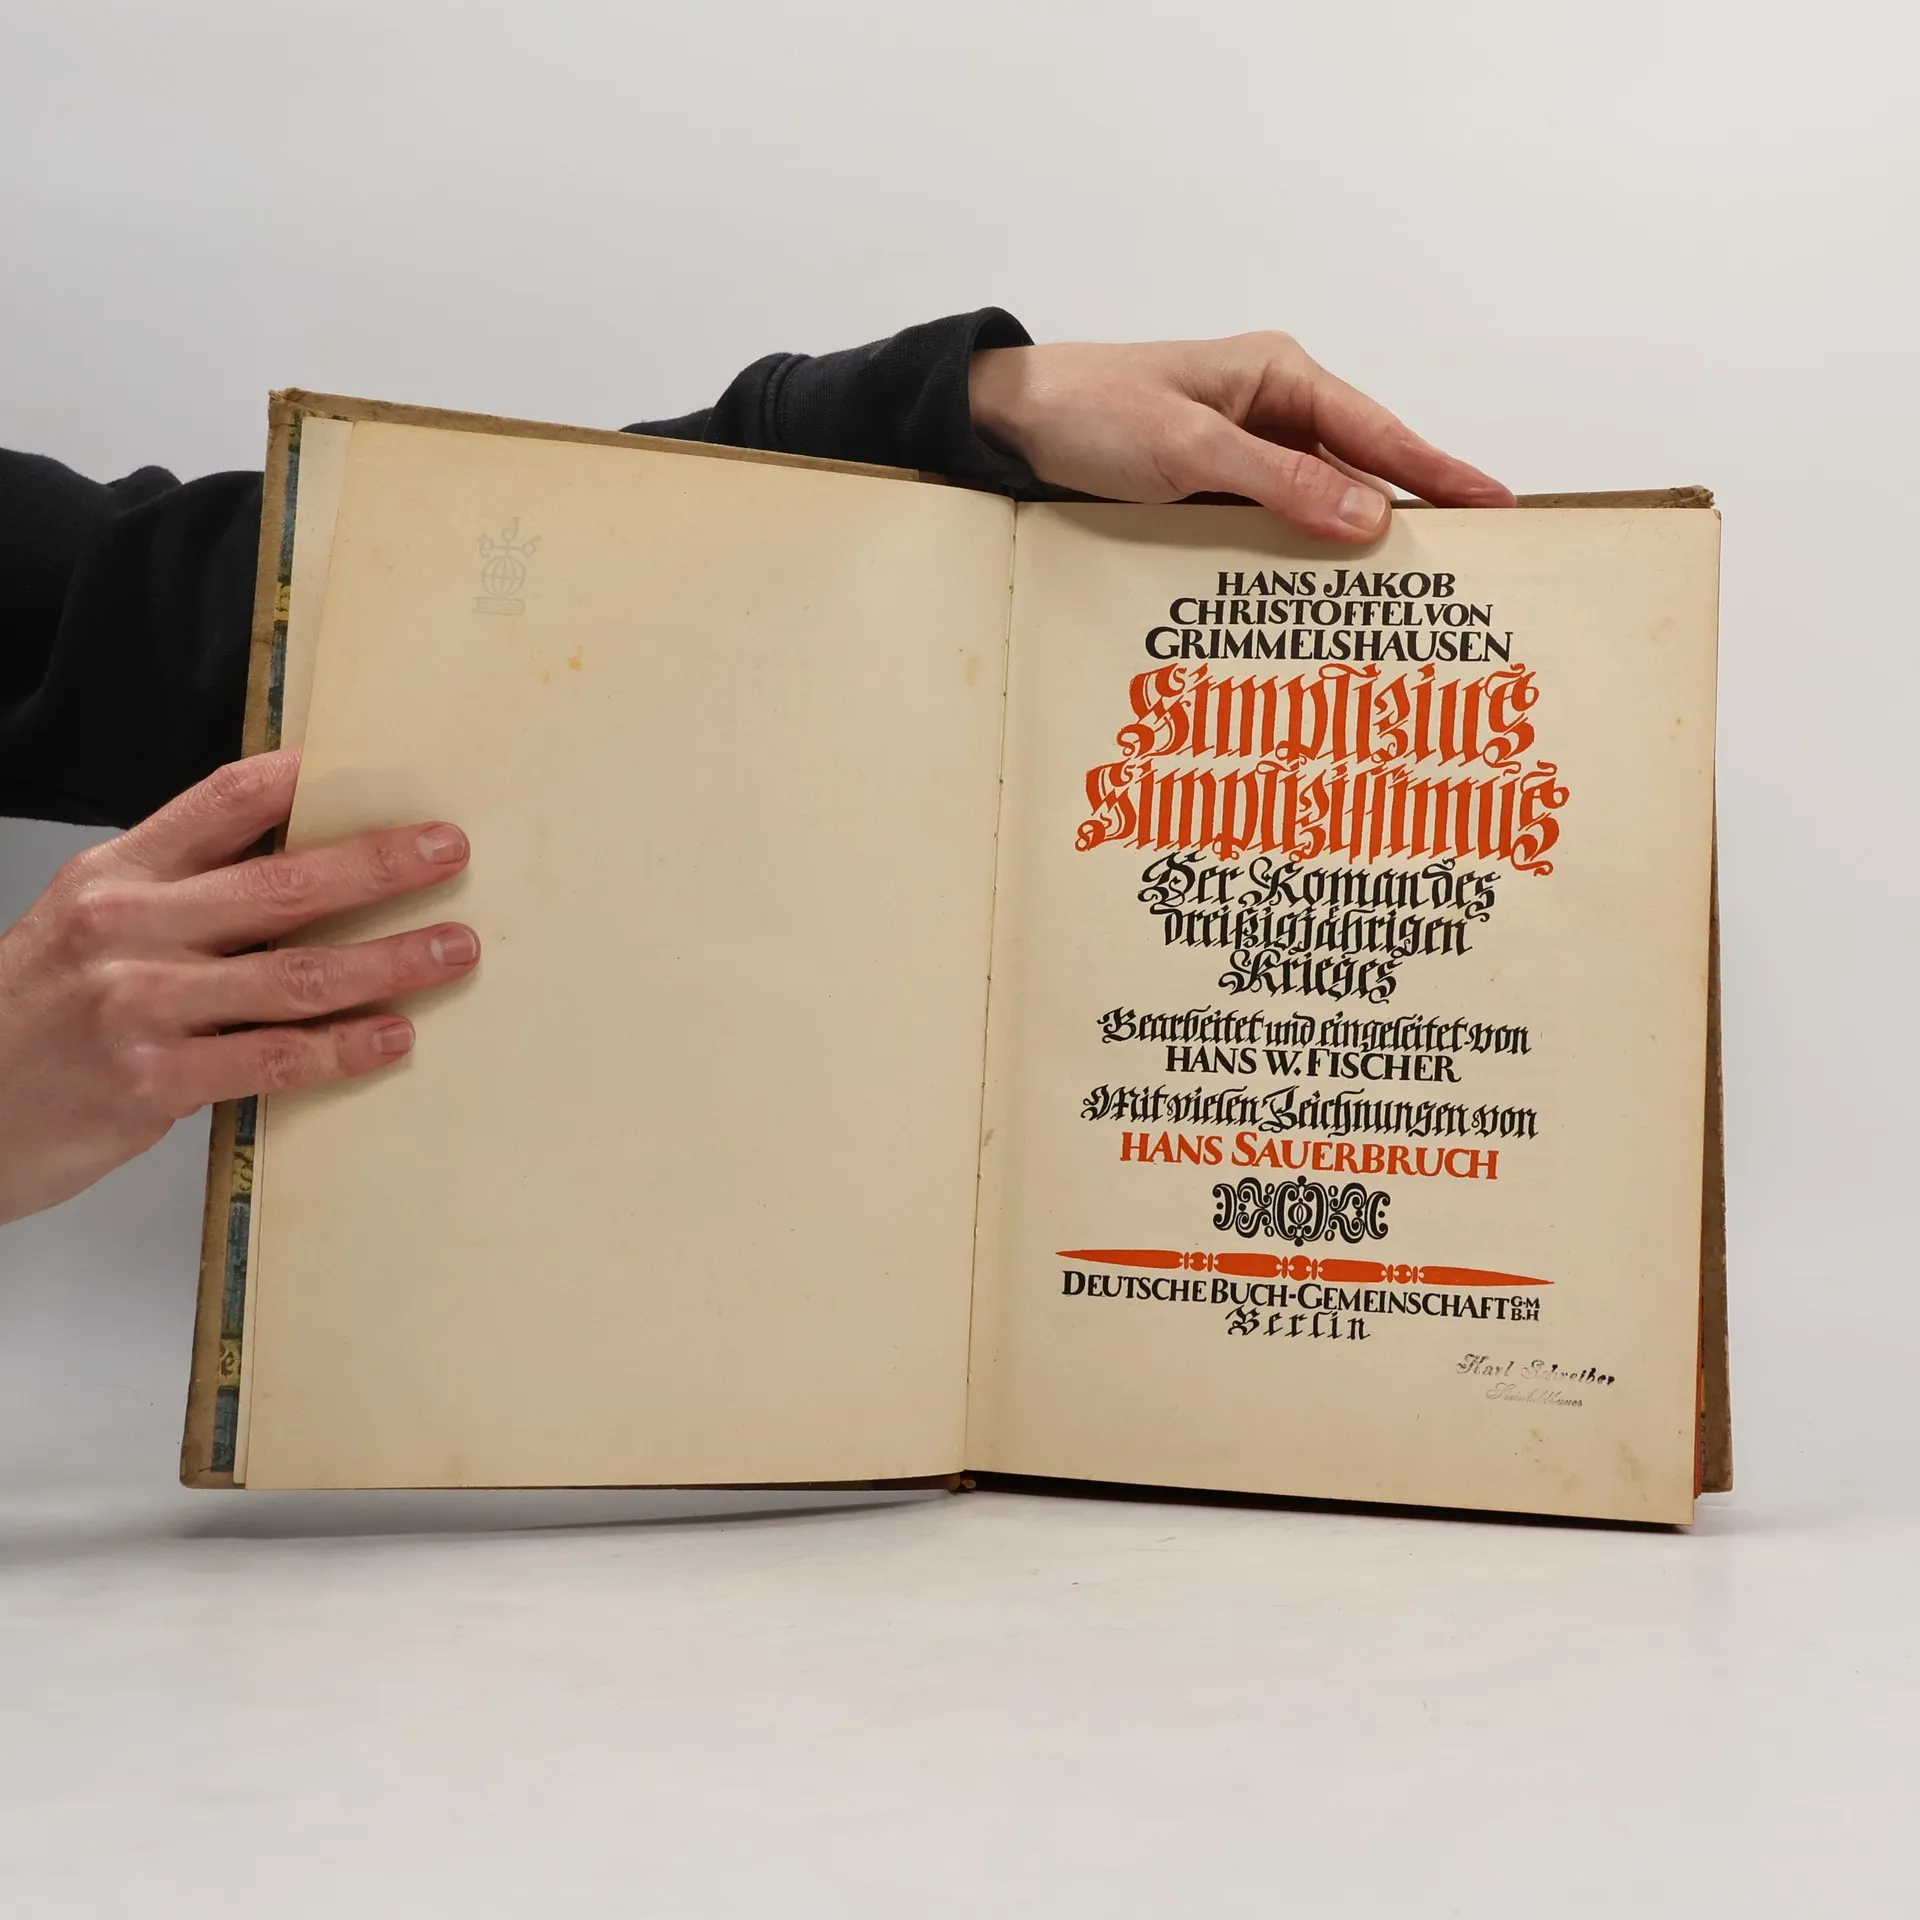 HANS JAKOB
CHRISTOFFEL VON
GRIMMELSHAUSEN
Simplizius
Simplizissimus
Der Roman des
dreißigjährigen
Krieges
Bearbeitet und eingeleitet von
HANS W. FISCHER
Mit vielen Zeichnungen von
HANS SAUERBRUCH
DEUTSCHE BUCH-GEMEINSCHAFT G·M
B.H
Berlin
Karl Schreiber